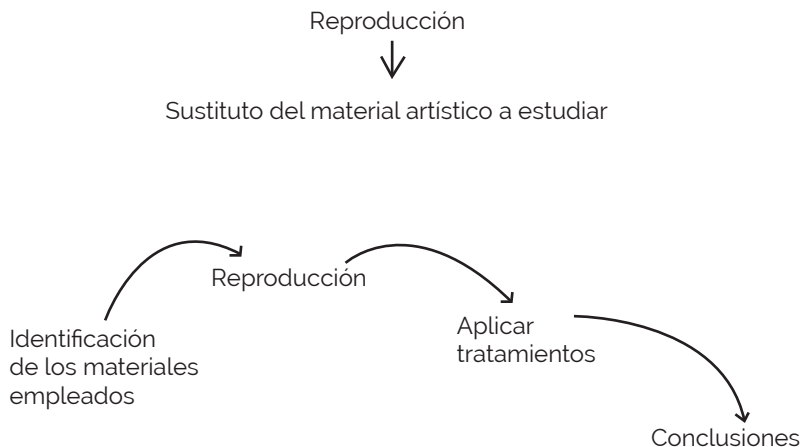 Reproducción
Sustituto del material artístico a estudiar
Reproducción
Identificación
de los materiales
empleados
Aplicar
tratamientos
Conclusiones